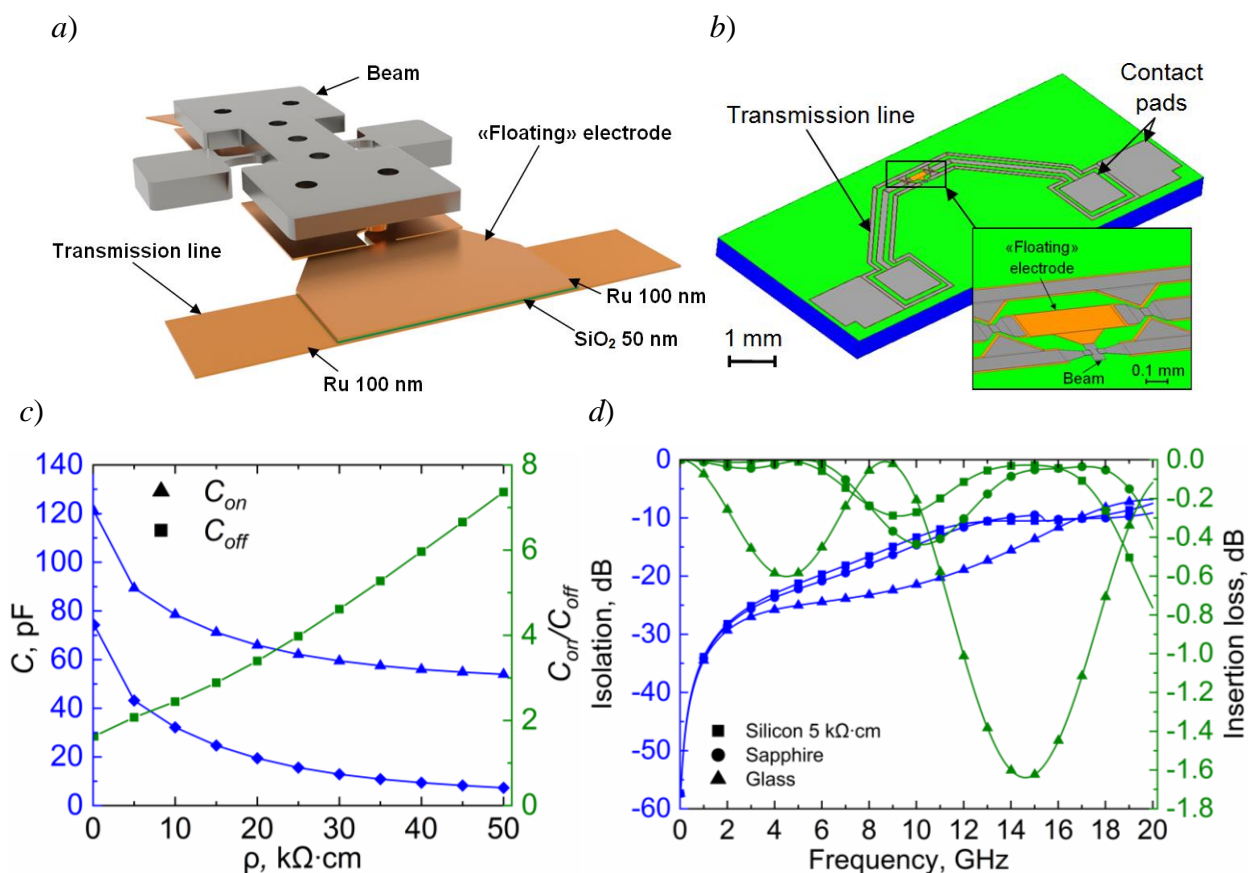 a)
b)
Beam
«Floating» electrode
Transmission line
Ru 100 nm
SiO₂ 50 nm
Ru 100 nm
Contact
pads
Transmission line
1 mm
«Floating»
electrode
Beam
0.1 mm
c)
140
120
100
80
60
40
20
0
C, pF
C_on
C_off
8
6
4
2
0
C_on/C_off
0 10 20 30 40 50
ρ, kΩ·cm
d)
0
-10
-20
-30
-40
-50
-60
Isolation, dB
Silicon 5 kΩ·cm
Sapphire
Glass
0.0
-0.2
-0.4
-0.6
-0.8
-1.0
-1.2
-1.4
-1.6
-1.8
Insertion loss, dB
0 2 4 6 8 10 12 14 16 18 20
Frequency, GHz